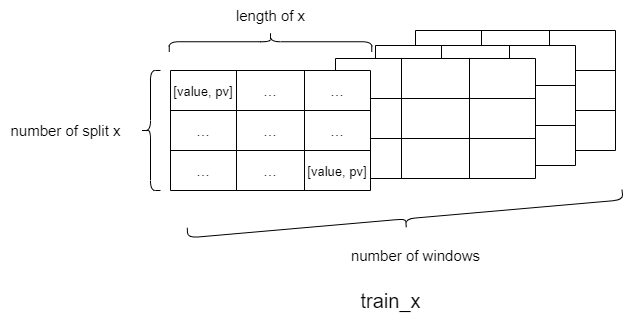 length of x
[value, pv] ... ...
number of split x
... ... ...
... ... [value, pv]
number of windows
train_x